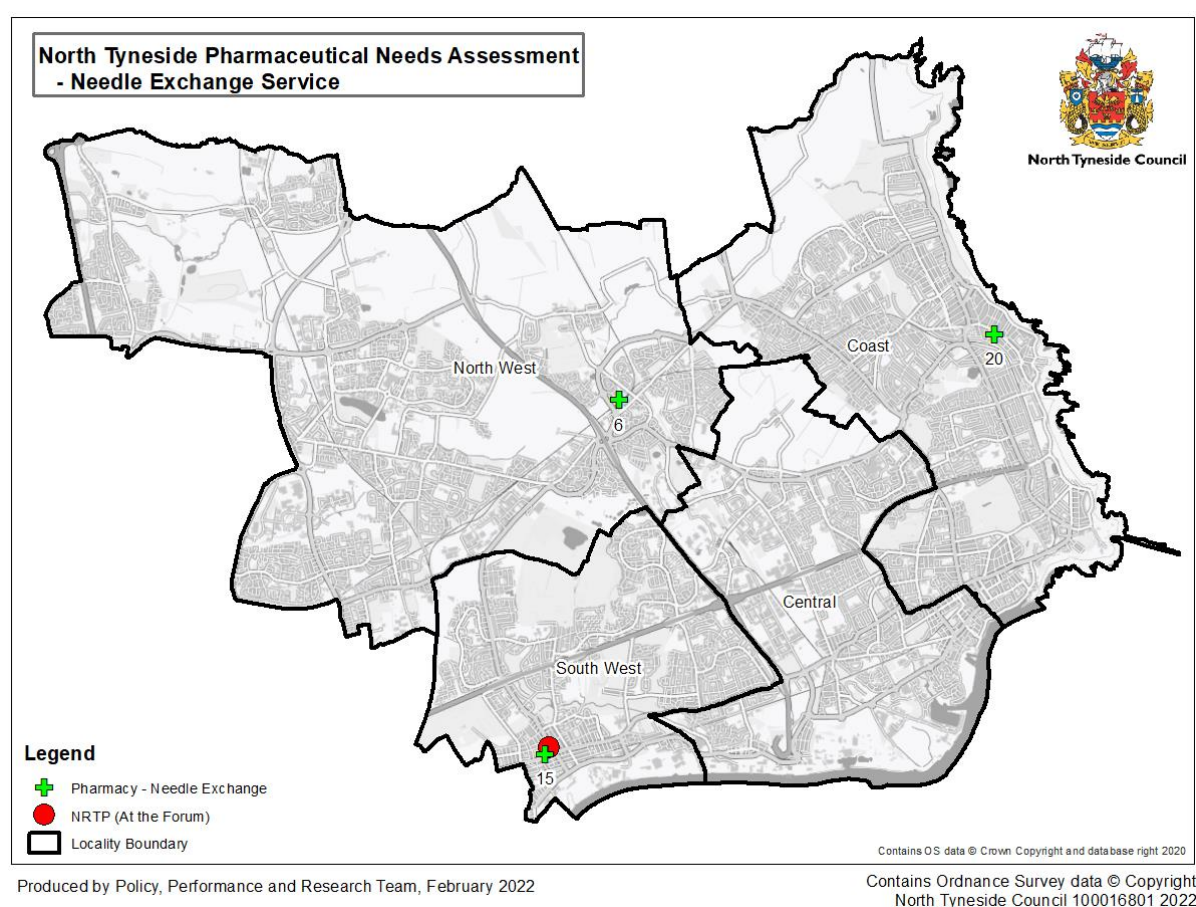 North Tyneside Pharmaceutical Needs Assessment
- Needle Exchange Service
North Tyneside Council
Coast
20
North West
6
Central
South West
15
Legend
Pharmacy - Needle Exchange
NRTP (At the Forum)
Locality Boundary
Contains OS data © Crown Copyright and database right 2020
Produced by Policy, Performance and Research Team, February 2022
Contains Ordnance Survey data © Copyright
North Tyneside Council 100016801 2022